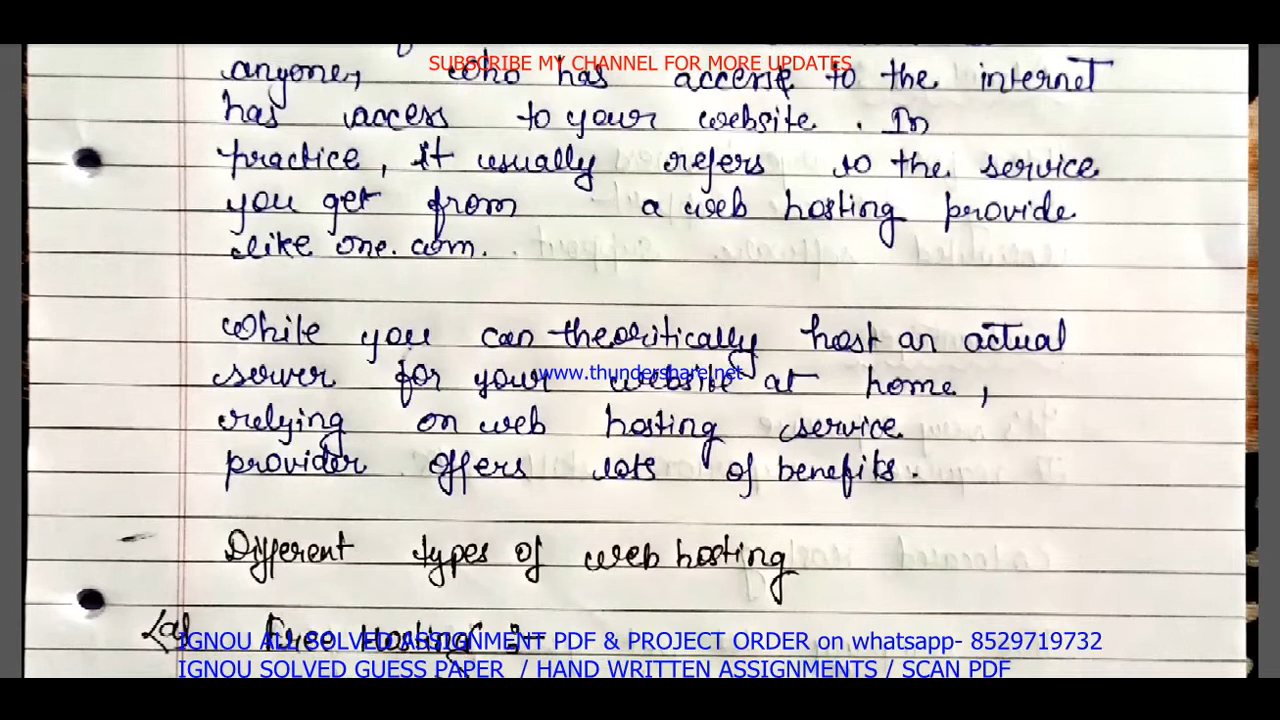 SUBSCRIBE MY CHANNEL FOR MORE UPDATES
anyone, who has access to the internet
has access to your website. In
practice, it usually refers to the service
you get from a web hosting provide
like one.com.
While you can theoritically host an actual
server for your website at home,
www.thundershare.net
relying on web hosting service
provider offers lots of benefits.
Different types of web hosting
(a) Free Hosting :-
IGNOU ALL SOLVED ASSIGNMENT PDF & PROJECT ORDER on whatsapp- 8529719732
IGNOU SOLVED GUESS PAPER / HAND WRITTEN ASSIGNMENTS / SCAN PDF